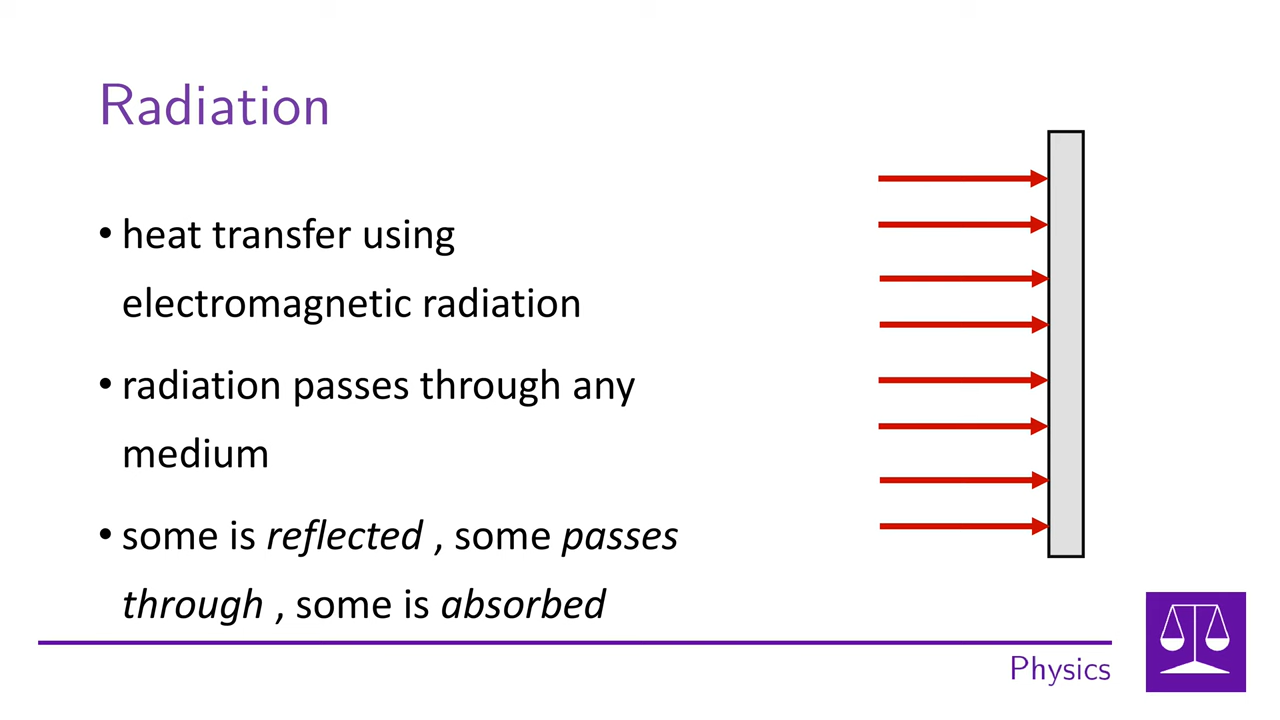 Radiation
• heat transfer using
electromagnetic radiation
• radiation passes through any
medium
• some is reflected , some passes
through , some is absorbed
Physics